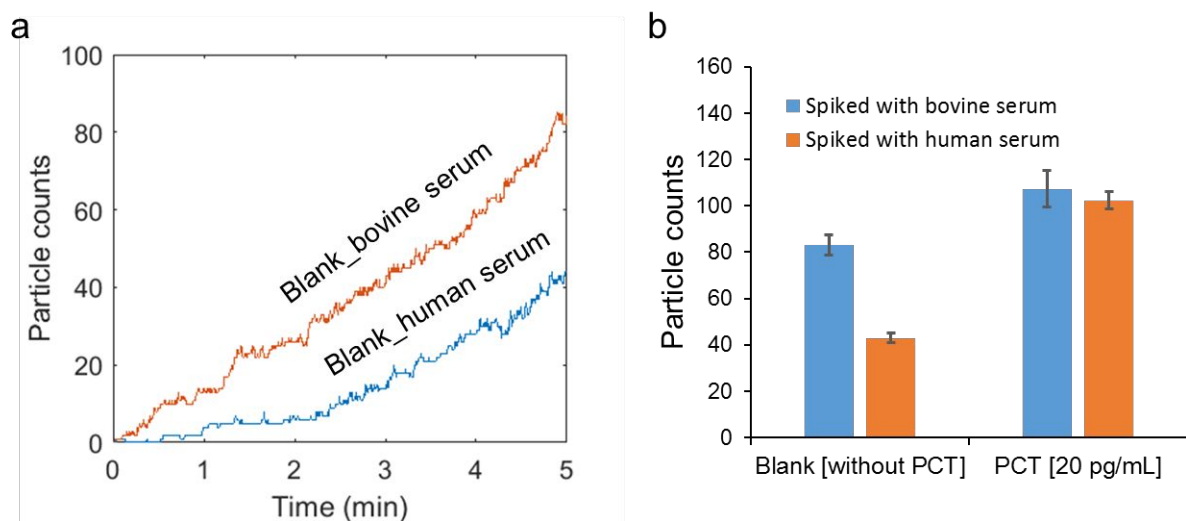 a
100
80
60
40
20
0
Particle counts
Blank_bovine serum
Blank_human serum
0 1 2 3 4 5
Time (min)
b
160
140
120
100
80
60
40
20
0
Particle counts
Spiked with bovine serum
Spiked with human serum
Blank [without PCT] PCT [20 pg/mL]